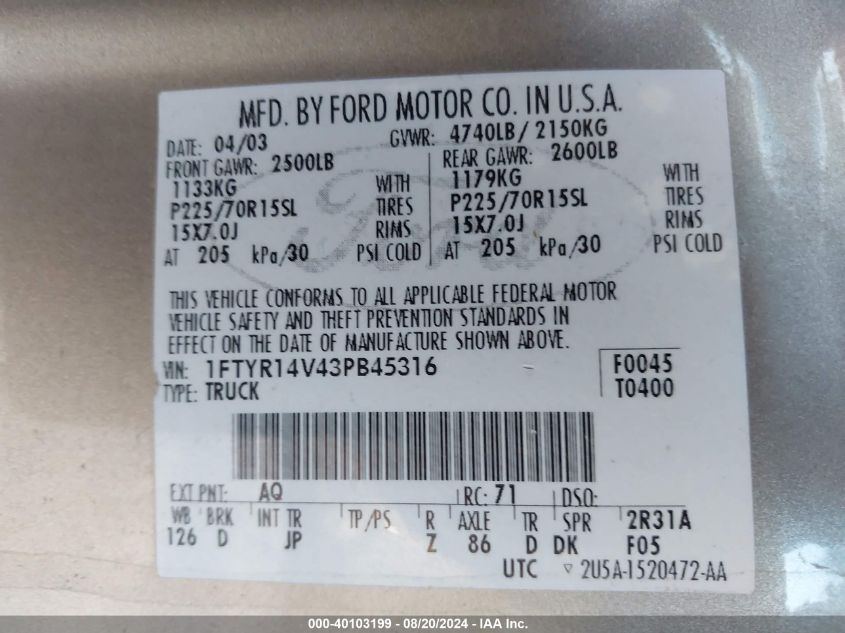 MFD. BY FORD MOTOR CO. IN U.S.A.
DATE: 04/03 GVWR: 4740LB/ 2150KG
FRONT GAWR: 2500LB REAR GAWR: 2600LB
1133KG WITH 1179KG WITH
P225/70R15SL TIRES P225/70R15SL TIRES
15X7.0J RIMS 15X7.0J RIMS
AT 205 kPa/30 PSI COLD AT 205 kPa/30 PSI COLD
THIS VEHICLE CONFORMS TO ALL APPLICABLE FEDERAL MOTOR
VEHICLE SAFETY AND THEFT PREVENTION STANDARDS IN
EFFECT ON THE DATE OF MANUFACTURE SHOWN ABOVE.
VIN: 1FTYR14V43PB45316 F0045
TYPE: TRUCK T0400
EXT PNT: AQ RC: 71 DSO:
WB BRK INT TR TP/PS R AXLE TR SPR 2R31A
126 D JP Z 86 D DK F05
UTC ▽ 2U5A-1520472-AA
Ford
000-40103199 - 08/20/2024 - IAA Inc.